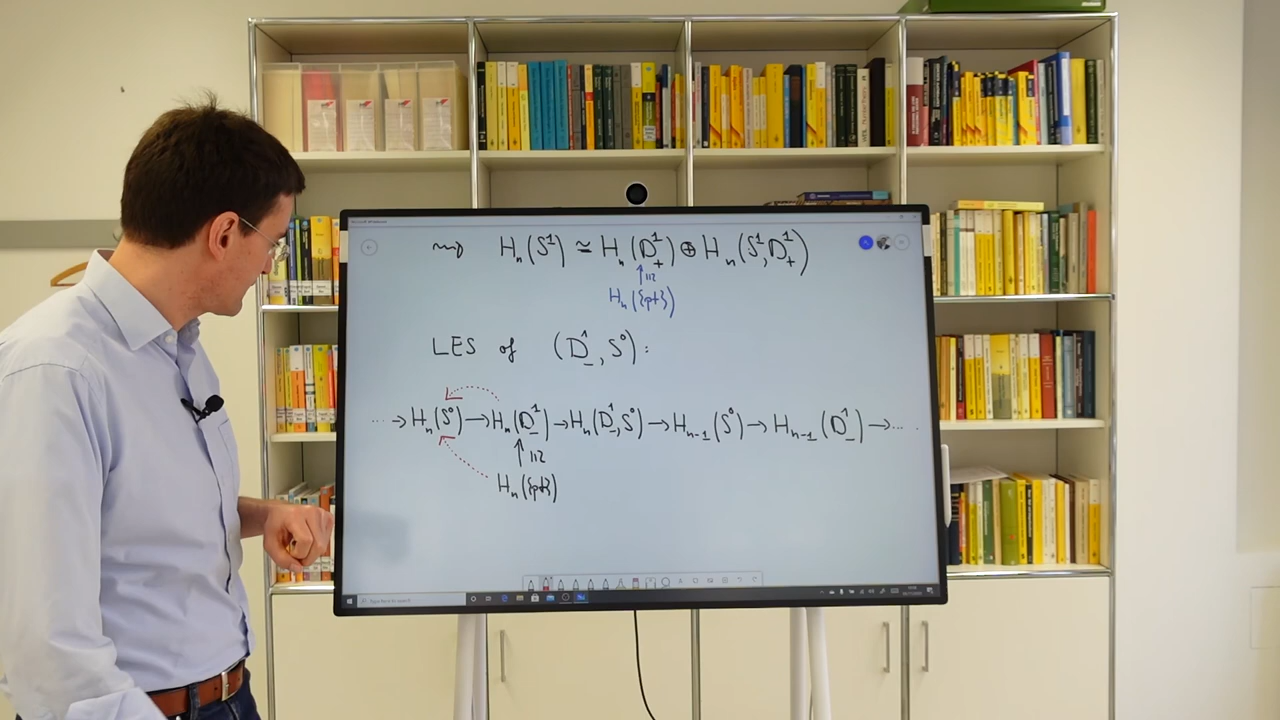 ⇝ Hₙ(S¹) ≅ Hₙ(D¹₊) ⊕ Hₙ(S¹, D¹₊)
↑ ≅
Hₙ({pt})
LES of (D¹₋, S⁰):
··· → Hₙ(S⁰) → Hₙ(D¹₋) → Hₙ(D¹₋, S⁰) → Hₙ₋₁(S⁰) → Hₙ₋₁(D¹₋) → ···
↑ ≅
Hₙ({pt})